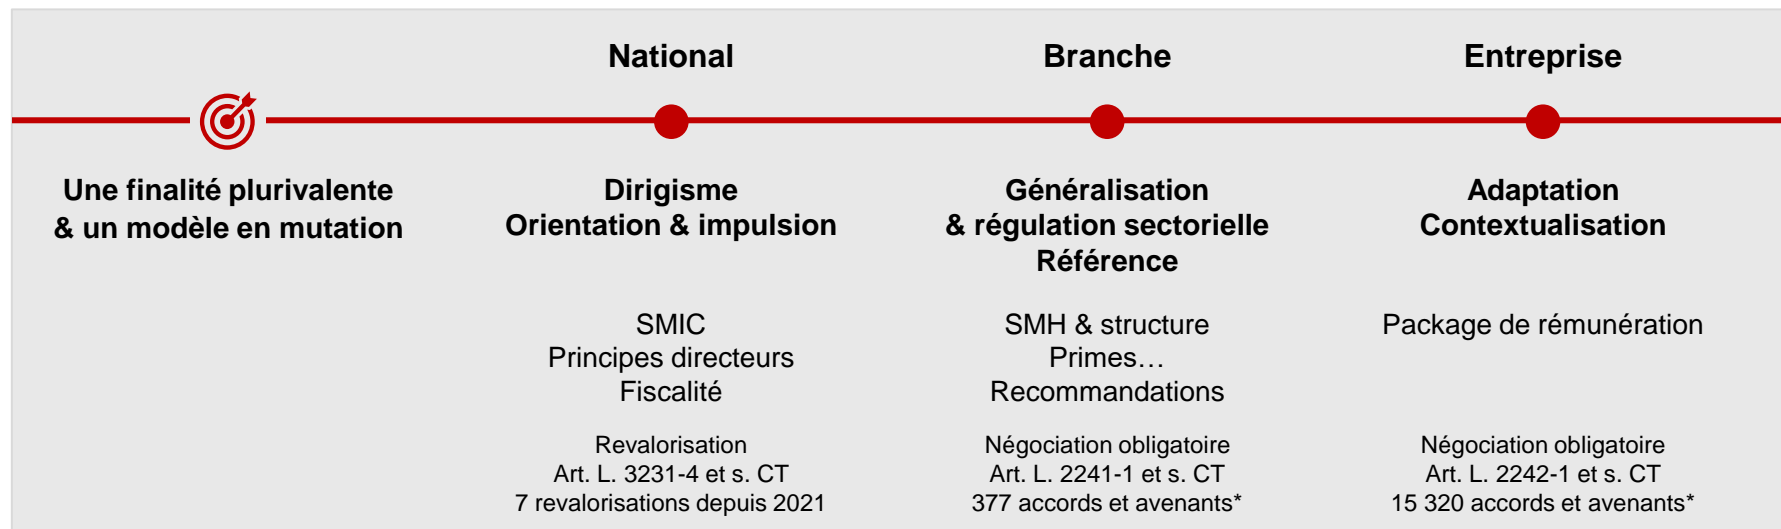 Une finalité plurivalente
& un modèle en mutation
National
Dirigisme
Orientation & impulsion
SMIC
Principes directeurs
Fiscalité
Revalorisation
Art. L. 3231-4 et s. CT
7 revalorisations depuis 2021
Branche
Généralisation
& régulation sectorielle
Référence
SMH & structure
Primes…
Recommandations
Négociation obligatoire
Art. L. 2241-1 et s. CT
377 accords et avenants*
Entreprise
Adaptation
Contextualisation
Package de rémunération
Négociation obligatoire
Art. L. 2242-1 et s. CT
15 320 accords et avenants*